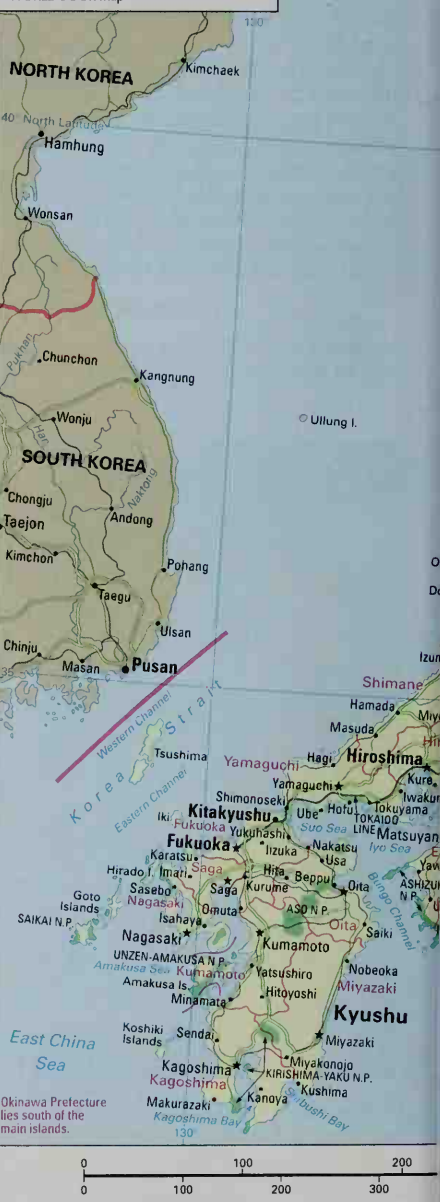 130
NORTH KOREA
Kimchaek
40° North Latitude
Hamhung
Wonsan
Pukhan
Chunchon
Kangnung
Wonju
Ullung I.
Han
SOUTH KOREA
Naktong
Chongju
Andong
Taejon
Kimchon
Pohang
Taegu
Ulsan
Chinju
Masan
Pusan
35
Shimane
Hamada
Masuda
Western Channel
Korea Strait
Tsushima
Eastern Channel
Yamaguchi
Hagi
Hiroshima
Kure
Yamaguchi
Shimonoseki
Ube
Hofu
Tokuyama
Iwakun
TOKAIDO
LINE
Matsuyan
Iki
Kitakyushu
Fukuoka
Yukuhashi
Suo Sea
Iyo Sea
Fukuoka
Iizuka
Nakatsu
Usa
Karatsu
Hirado I.
Imari
Saga
Hita
Beppu
Oita
Sasebo
Saga
Kurume
ASHIZU
N.P.
Bungo Channel
Goto
Islands
Nagasaki
Omuta
ASO N.P.
SAIKAI N.P.
Isahaya
Oita
Saiki
Nagasaki
Kumamoto
UNZEN-AMAKUSA N.P.
Amakusa Sea
Kumamoto
Yatsushiro
Nobeoka
Amakusa Is.
Hitoyoshi
Miyazaki
Minamata
Kyushu
Koshiki
Islands
Sendai
Miyazaki
East China
Sea
Kagoshima
Miyakonojo
KIRISHIMA-YAKU N.P.
Kagoshima
Kushima
Kanoya
Makurazaki
Shibushi Bay
Kagoshima Bay
Okinawa Prefecture
lies south of the
main islands.
130°
0 100 200
0 100 200 300